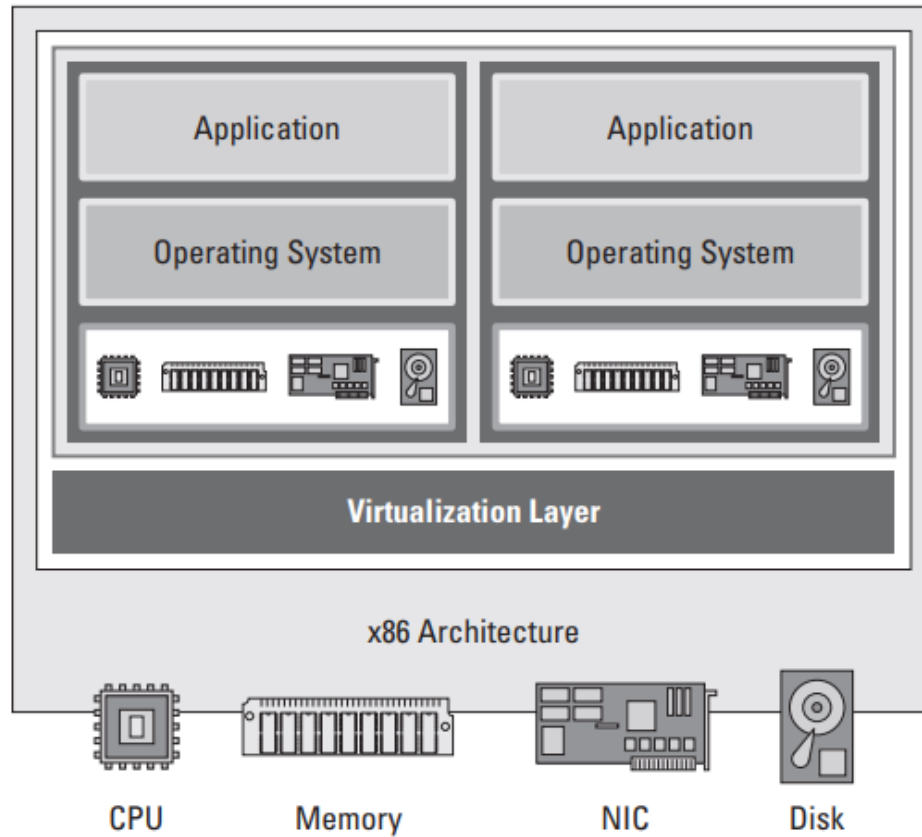 Application
Application
Operating System
Operating System
Virtualization Layer
x86 Architecture
CPU
Memory
NIC
Disk